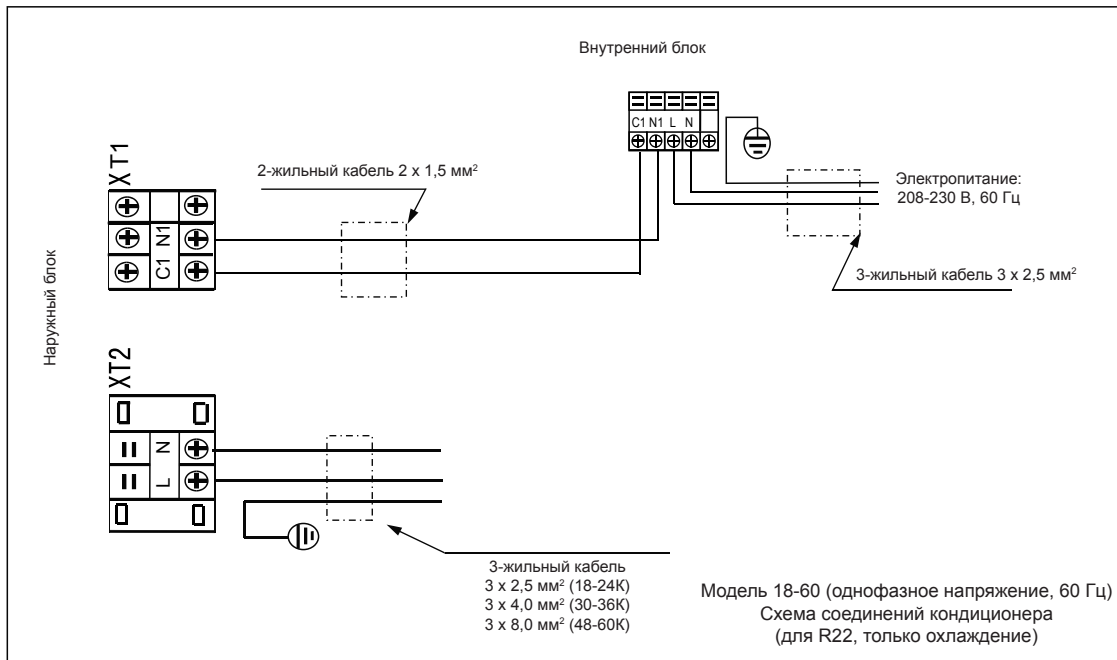 Внутренний блок
C1 N1 L N
XT1
2-жильный кабель 2 x 1,5 мм²
Электропитание:
208-230 В, 60 Гц
N1
C1
3-жильный кабель 3 x 2,5 мм²
Наружный блок
XT2
N
L
3-жильный кабель
3 x 2,5 мм² (18-24К)
3 x 4,0 мм² (30-36К)
3 x 8,0 мм² (48-60К)
Модель 18-60 (однофазное напряжение, 60 Гц)
Схема соединений кондиционера
(для R22, только охлаждение)